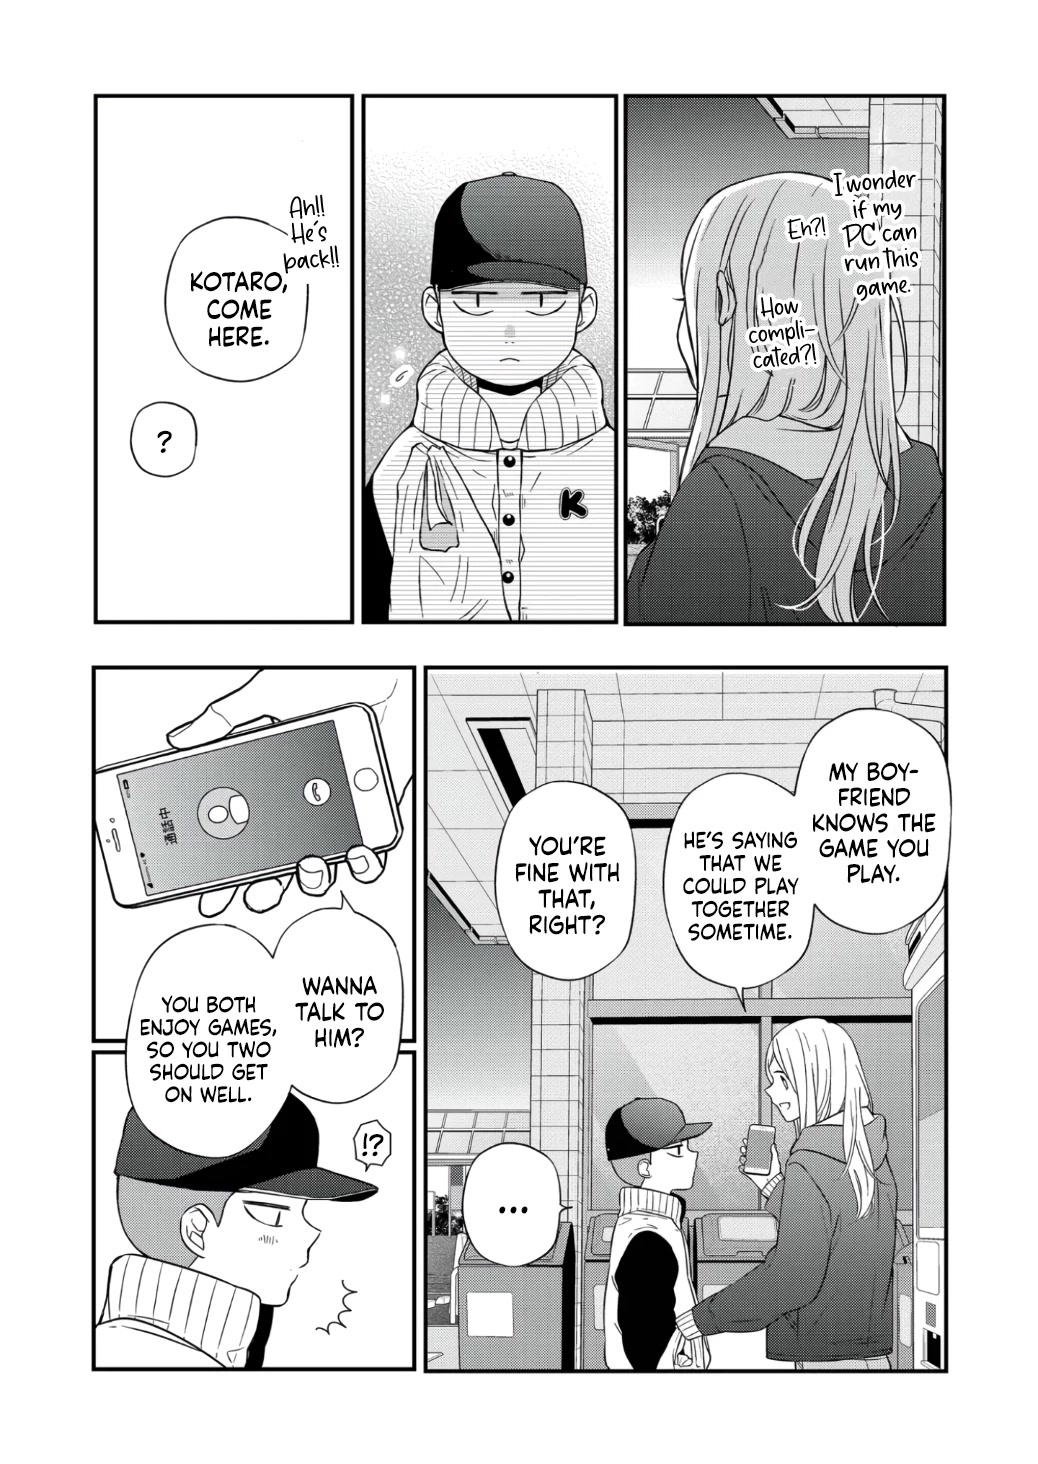 I wonder
if my
PC can
run this
game.
Eh?!
How
compli-
cated?!
K
Ah!!
He's
back!!
KOTARO,
COME
HERE.
?
MY BOY-
FRIEND
KNOWS THE
GAME YOU
PLAY.
HE'S SAYING
THAT WE
COULD PLAY
TOGETHER
SOMETIME.
YOU'RE
FINE WITH
THAT,
RIGHT?
...
通話中
WANNA
TALK TO
HIM?
YOU BOTH
ENJOY GAMES,
SO YOU TWO
SHOULD GET
ON WELL.
!?